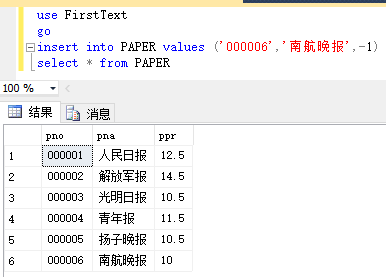 use FirstText
go
insert into PAPER values ('000006','南航晚报',-1)
select * from PAPER
100 %
结果 消息
pno pna ppr
1 000001 人民日报 12.5
2 000002 解放军报 14.5
3 000003 光明日报 10.5
4 000004 青年报 11.5
5 000005 扬子晚报 10.5
6 000006 南航晚报 10